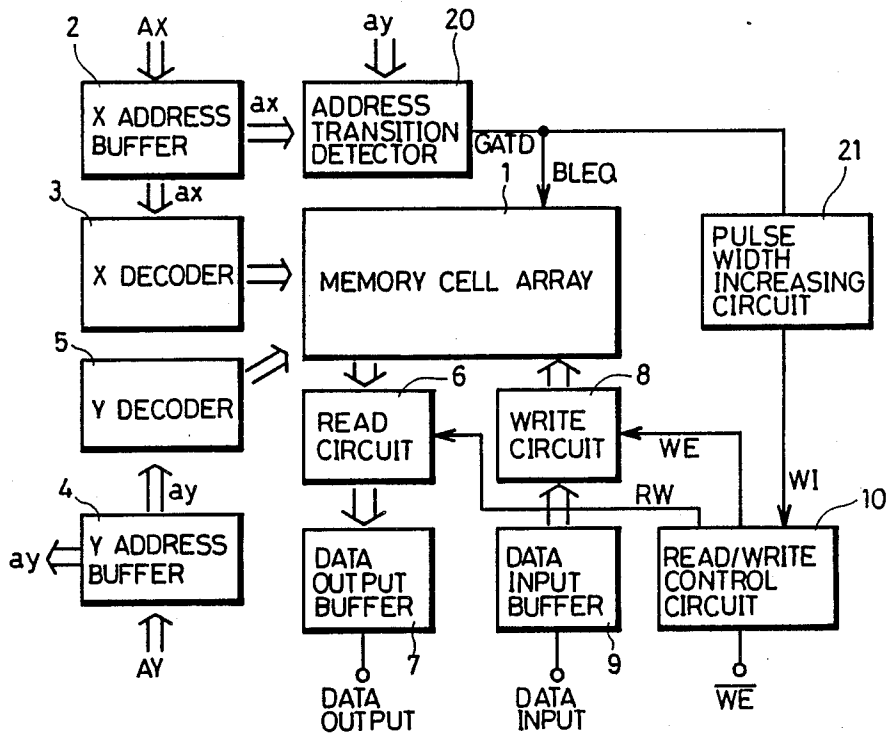 AX
2
X ADDRESS
BUFFER
ax
ay
20
ADDRESS
TRANSITION
DETECTOR
GATD
BLEQ
ax
3
X DECODER
1
MEMORY CELL ARRAY
21
PULSE
WIDTH
INCREASING
CIRCUIT
5
Y DECODER
6
READ
CIRCUIT
8
WRITE
CIRCUIT
WE
RW
WI
10
ay
4
ay
Y ADDRESS
BUFFER
AY
DATA
OUTPUT
BUFFER
7
DATA
INPUT
BUFFER
9
READ/WRITE
CONTROL
CIRCUIT
DATA
OUTPUT
DATA
INPUT
W̅E̅